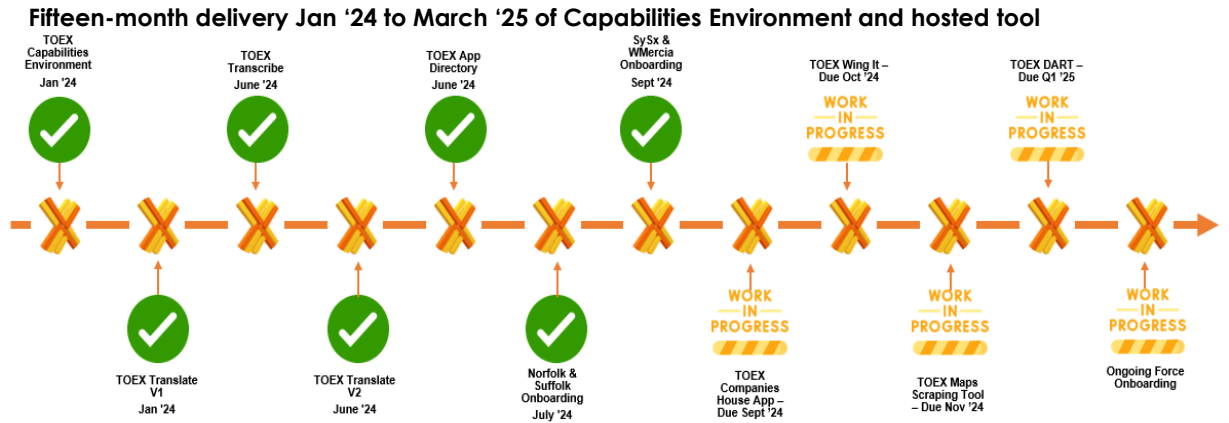 Fifteen-month delivery Jan ‘24 to March ‘25 of Capabilities Environment and hosted tool
TOEX
Capabilities
Environment
Jan '24
TOEX Translate
V1
Jan '24
TOEX
Transcribe
June '24
TOEX Translate
V2
June '24
TOEX App
Directory
June '24
Norfolk &
Suffolk
Onboarding
July '24
SySx &
WMercia
Onboarding
Sept '24
WORK
IN
PROGRESS
TOEX
Companies
House App –
Due Sept '24
TOEX Wing It –
Due Oct '24
WORK
IN
PROGRESS
WORK
IN
PROGRESS
TOEX Maps
Scraping Tool
– Due Nov '24
TOEX DART –
Due Q1 '25
WORK
IN
PROGRESS
WORK
IN
PROGRESS
Ongoing Force
Onboarding